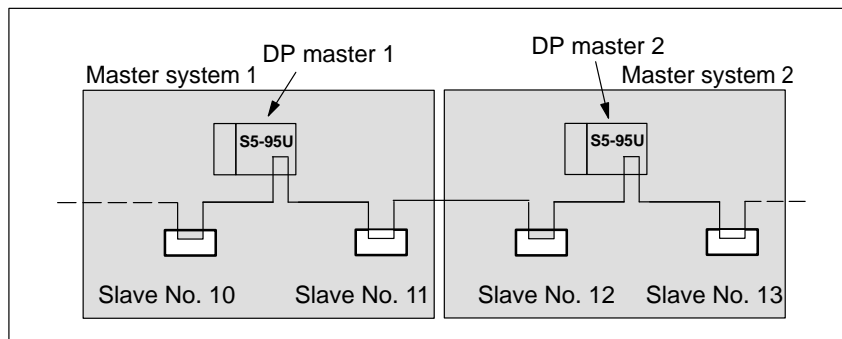 DP master 1
DP master 2
Master system 1
Master system 2
S5-95U
S5-95U
Slave No. 10
Slave No. 11
Slave No. 12
Slave No. 13